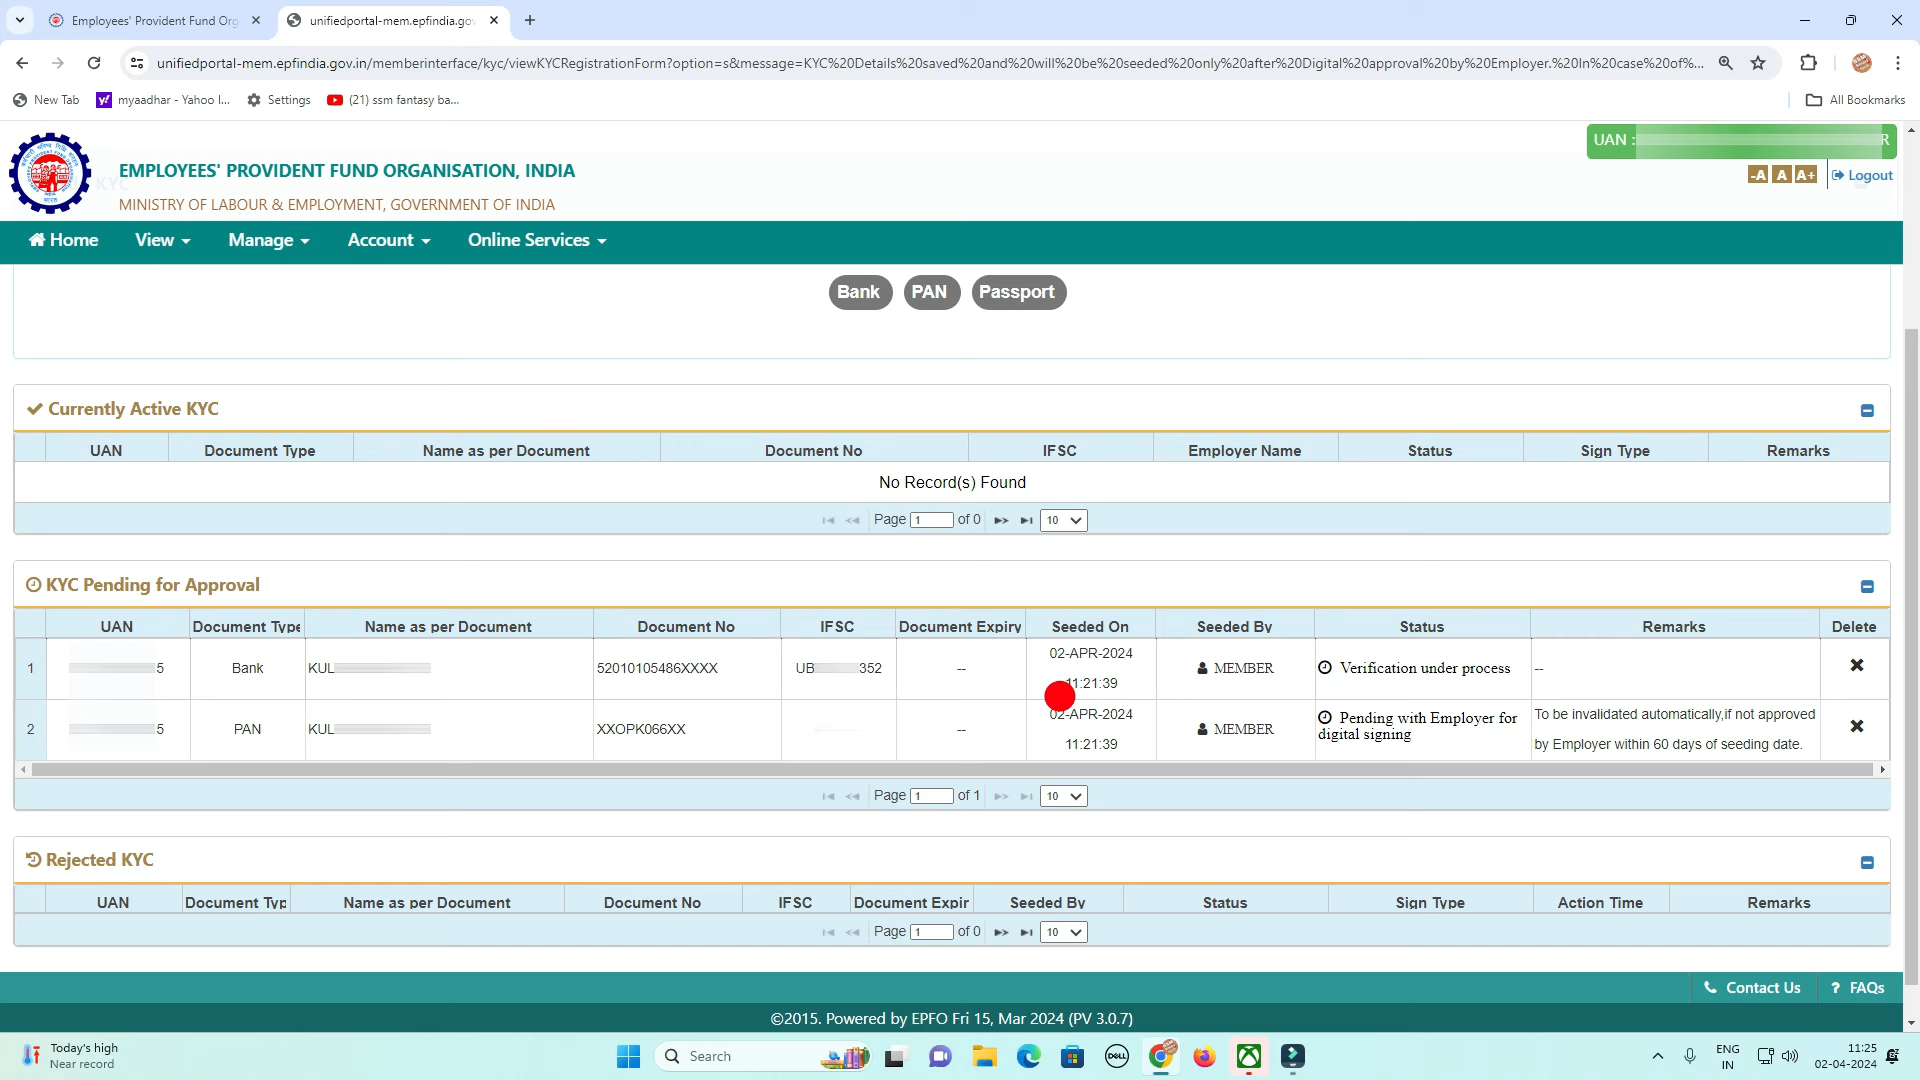 Employees' Provident Fund Org
unifiedportal-mem.epfindia.gov
unifiedportal-mem.epfindia.gov.in/memberinterface/kyc/viewKYCRegistrationForm?option=s&message=KYC%20Details%20saved%20and%20will%20be%20seeded%20only%20after%20Digital%20approval%20by%20Employer.%20In%20case%20of%...
New Tab myaadhar - Yahoo I... Settings (21) ssm fantasy ba... All Bookmarks
UAN : R
EMPLOYEES' PROVIDENT FUND ORGANISATION, INDIA
-A A A+ Logout
KYC
MINISTRY OF LABOUR & EMPLOYMENT, GOVERNMENT OF INDIA
Home View Manage Account Online Services
Bank PAN Passport
Currently Active KYC
UAN Document Type Name as per Document Document No IFSC Employer Name Status Sign Type Remarks
No Record(s) Found
Page 1 of 0 10
KYC Pending for Approval
UAN Document Type Name as per Document Document No IFSC Document Expiry Seeded On Seeded By Status Remarks Delete
1 5 Bank KUL 52010105486XXXX UB 352 -- 02-APR-2024 11:21:39 MEMBER Verification under process --
2 5 PAN KUL XXOPK066XX -- 02-APR-2024 11:21:39 MEMBER Pending with Employer for digital signing To be invalidated automatically,if not approved by Employer within 60 days of seeding date.
Page 1 of 1 10
Rejected KYC
UAN Document Typ Name as per Document Document No IFSC Document Expir Seeded By Status Sign Type Action Time Remarks
Page 1 of 0 10
Contact Us ? FAQs
©2015. Powered by EPFO Fri 15, Mar 2024 (PV 3.0.7)
Today's high
Near record
Search
DELL
ENG
IN
11:25
02-04-2024